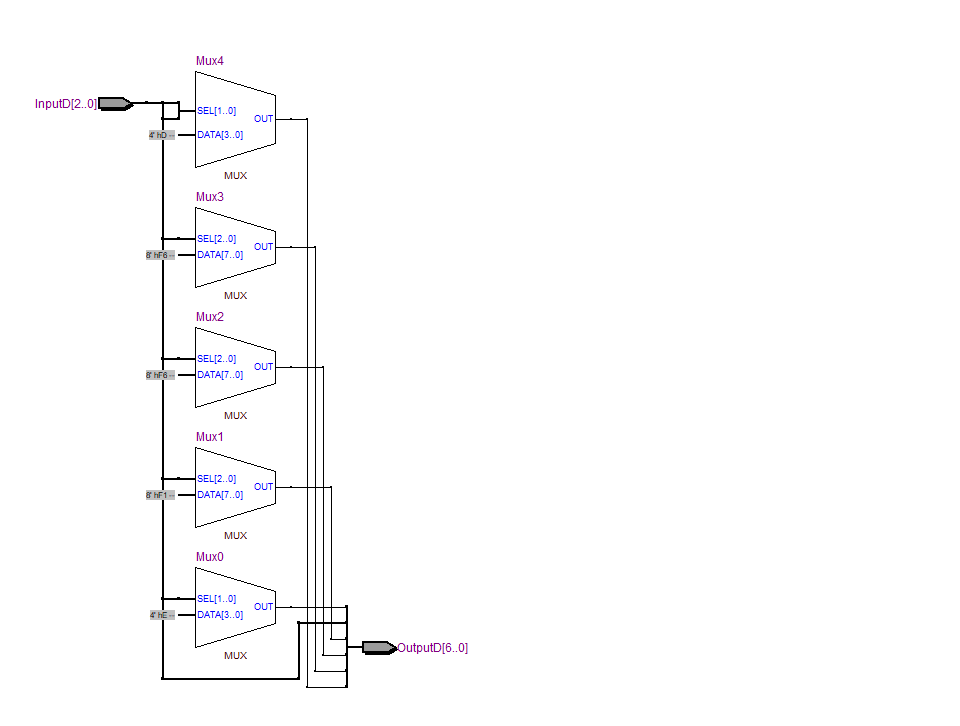 Mux4
InputD[2..0]
SEL[1..0]
OUT
4' hD --
DATA[3..0]
MUX
Mux3
SEL[2..0]
OUT
8' hF6 --
DATA[7..0]
MUX
Mux2
SEL[2..0]
OUT
8' hF6 --
DATA[7..0]
MUX
Mux1
SEL[2..0]
OUT
8' hF1 --
DATA[7..0]
MUX
Mux0
SEL[1..0]
OUT
4' hE --
DATA[3..0]
OutputD[6..0]
MUX